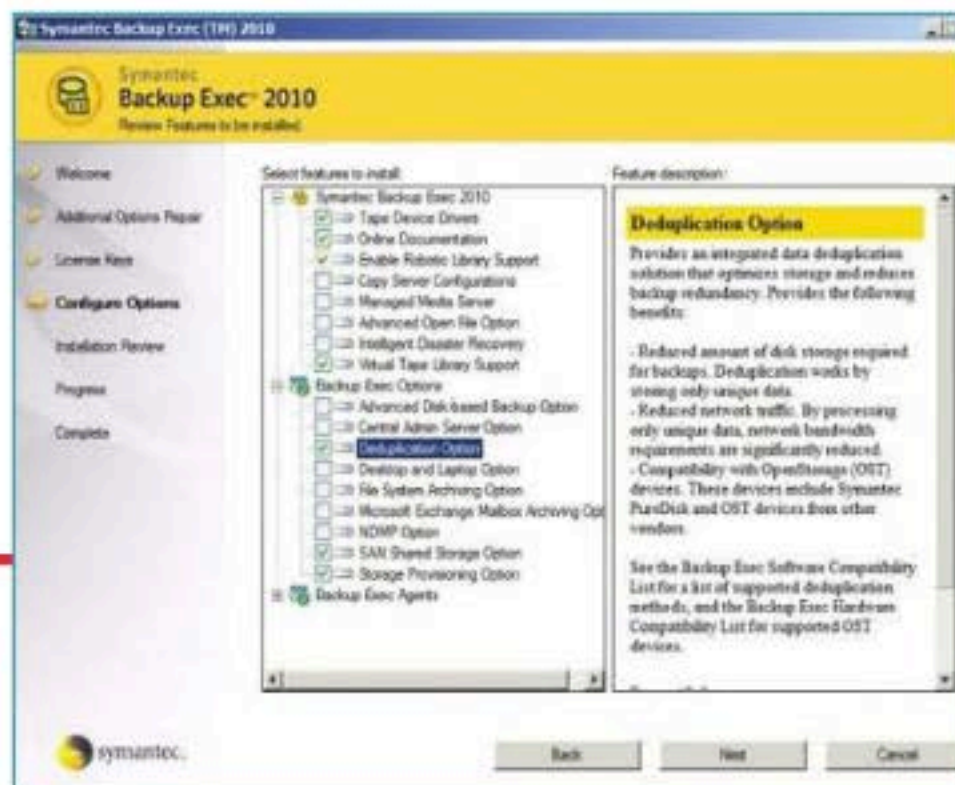 Symantec Backup Exec (TM) 2010
Symantec
Backup Exec™ 2010
Review Features to be installed.
Welcome
Additional Options Repair
License Keys
Configure Options
Installation Review
Progress
Complete
Select features to install:
Symantec Backup Exec 2010
Tape Device Drivers
Online Documentation
Enable Robotic Library Support
Copy Server Configurations
Managed Media Server
Advanced Open File Option
Intelligent Disaster Recovery
Virtual Tape Library Support
Backup Exec Options
Advanced Disk-based Backup Option
Central Admin Server Option
Deduplication Option
Desktop and Laptop Option
File System Archiving Option
Microsoft Exchange Mailbox Archiving Opt
NDMP Option
SAN Shared Storage Option
Storage Provisioning Option
Backup Exec Agents
Feature description:
Deduplication Option
Provides an integrated data deduplication
solution that optimizes storage and reduces
backup redundancy. Provides the following
benefits:
- Reduced amount of disk storage required
for backups. Deduplication works by
storing only unique data.
- Reduced network traffic. By processing
only unique data, network bandwidth
requirements are significantly reduced.
- Compatibility with OpenStorage (OST)
devices. These devices include Symantec
PureDisk and OST devices from other
vendors.
See the Backup Exec Software Compatibility
List for a list of supported deduplication
methods, and the Backup Exec Hardware
Compatibility List for supported OST
devices.
symantec.
Back
Next
Cancel